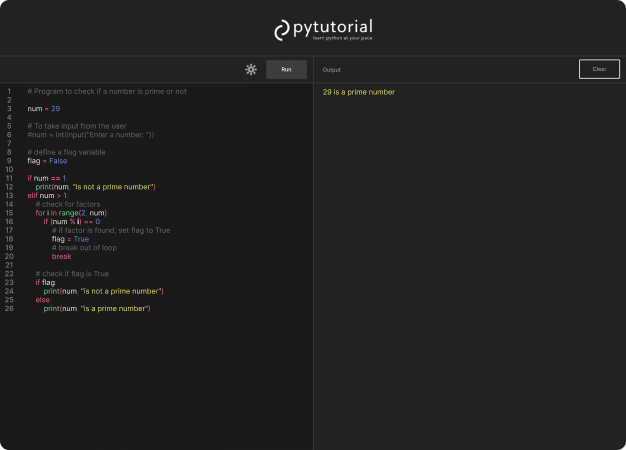 pytutorial
learn python at your pace
Run
Output
Clear
1 # Program to check if a number is prime or not
2
3 num = 29
4
5 # To take input from the user
6 #num = int(input("Enter a number: "))
7
8 # define a flag variable
9 flag = False
10
11 if num == 1:
12 print(num, "is not a prime number")
13 elif num > 1:
14 # check for factors
15 for i in range(2, num):
16 if (num % i) == 0:
17 # if factor is found, set flag to True
18 flag = True
19 # break out of loop
20 break
21
22 # check if flag is True
23 if flag:
24 print(num, "is not a prime number")
25 else:
26 print(num, "is a prime number")
29 is a prime number